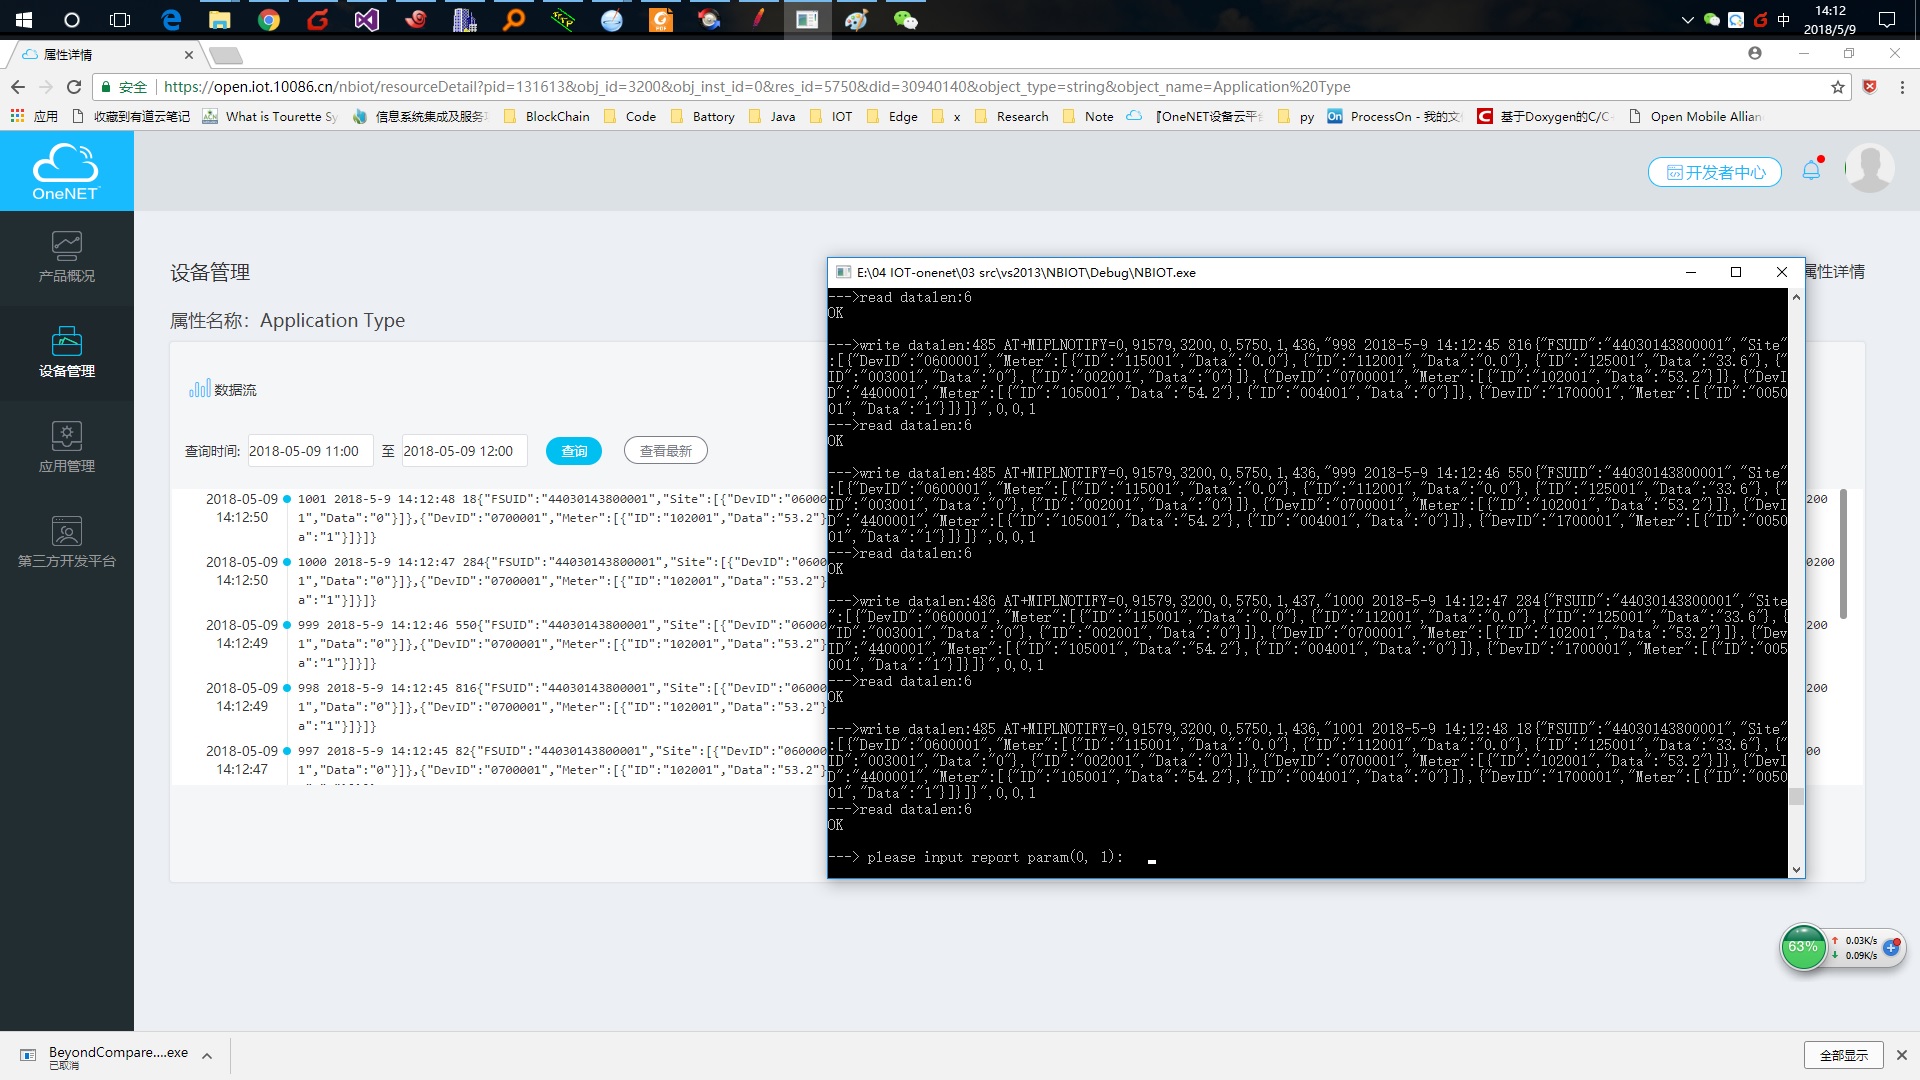 14:12
2018/5/9
中
属性详情
安全
https://open.iot.10086.cn/nbiot/resourceDetail?pid=131613&obj_id=3200&obj_inst_id=0&res_id=5750&did=30940140&object_type=string&object_name=Application%20Type
应用 收藏到有道云笔记 What is Tourette Sy 信息系统集成及服务 BlockChain Code Battory Java IOT Edge x Research Note 『OneNET设备云平台 py ProcessOn - 我的文 基于Doxygen的C/C Open Mobile Allian
OneNET
开发者中心
产品概况
设备管理
应用管理
第三方开发平台
设备管理
属性详情
属性名称：Application Type
数据流
查询时间: 2018-05-09 11:00 至 2018-05-09 12:00 查询 查看最新
2018-05-09 1001 2018-5-9 14:12:48 18{"FSUID":"44030143800001","Site":[{"DevID":"060000
14:12:50 1","Data":"0"}]},{"DevID":"0700001","Meter":[{"ID":"102001","Data":"53.2"}
a":"1"}]}]}
2018-05-09 1000 2018-5-9 14:12:47 284{"FSUID":"44030143800001","Site":[{"DevID":"06000
14:12:50 1","Data":"0"}]},{"DevID":"0700001","Meter":[{"ID":"102001","Data":"53.2"}
a":"1"}]}]}
2018-05-09 999 2018-5-9 14:12:46 550{"FSUID":"44030143800001","Site":[{"DevID":"060000
14:12:49 1","Data":"0"}]},{"DevID":"0700001","Meter":[{"ID":"102001","Data":"53.2"}
a":"1"}]}]}
2018-05-09 998 2018-5-9 14:12:45 816{"FSUID":"44030143800001","Site":[{"DevID":"060000
14:12:49 1","Data":"0"}]},{"DevID":"0700001","Meter":[{"ID":"102001","Data":"53.2"}
a":"1"}]}]}
2018-05-09 997 2018-5-9 14:12:45 82{"FSUID":"44030143800001","Site":[{"DevID":"0600000
14:12:47 1","Data":"0"}]},{"DevID":"0700001","Meter":[{"ID":"102001","Data":"53.2"}
200
0200
200
200
00
E:\04 IOT-onenet\03 src\vs2013\NBIOT\Debug\NBIOT.exe
--->read datalen:6
OK
--->write datalen:485 AT+MIPLNOTIFY=0,91579,3200,0,5750,1,436,"998 2018-5-9 14:12:45 816{"FSUID":"44030143800001","Site"
:[{"DevID":"0600001","Meter":[{"ID":"115001","Data":"0.0"},{"ID":"112001","Data":"0.0"},{"ID":"125001","Data":"33.6"},{"
ID":"003001","Data":"0"},{"ID":"002001","Data":"0"}]},{"DevID":"0700001","Meter":[{"ID":"102001","Data":"53.2"}]},{"DevI
D":"4400001","Meter":[{"ID":"105001","Data":"54.2"},{"ID":"004001","Data":"0"}]},{"DevID":"1700001","Meter":[{"ID":"0050
01","Data":"1"}]}]}",0,0,1
--->read datalen:6
OK
--->write datalen:485 AT+MIPLNOTIFY=0,91579,3200,0,5750,1,436,"999 2018-5-9 14:12:46 550{"FSUID":"44030143800001","Site"
:[{"DevID":"0600001","Meter":[{"ID":"115001","Data":"0.0"},{"ID":"112001","Data":"0.0"},{"ID":"125001","Data":"33.6"},{"
ID":"003001","Data":"0"},{"ID":"002001","Data":"0"}]},{"DevID":"0700001","Meter":[{"ID":"102001","Data":"53.2"}]},{"DevI
D":"4400001","Meter":[{"ID":"105001","Data":"54.2"},{"ID":"004001","Data":"0"}]},{"DevID":"1700001","Meter":[{"ID":"0050
01","Data":"1"}]}]}",0,0,1
--->read datalen:6
OK
--->write datalen:486 AT+MIPLNOTIFY=0,91579,3200,0,5750,1,437,"1000 2018-5-9 14:12:47 284{"FSUID":"44030143800001","Site
":[{"DevID":"0600001","Meter":[{"ID":"115001","Data":"0.0"},{"ID":"112001","Data":"0.0"},{"ID":"125001","Data":"33.6"},{
"ID":"003001","Data":"0"},{"ID":"002001","Data":"0"}]},{"DevID":"0700001","Meter":[{"ID":"102001","Data":"53.2"}]},{"Dev
ID":"4400001","Meter":[{"ID":"105001","Data":"54.2"},{"ID":"004001","Data":"0"}]},{"DevID":"1700001","Meter":[{"ID":"005
001","Data":"1"}]}]}",0,0,1
--->read datalen:6
OK
--->write datalen:485 AT+MIPLNOTIFY=0,91579,3200,0,5750,1,436,"1001 2018-5-9 14:12:48 18{"FSUID":"44030143800001","Site"
:[{"DevID":"0600001","Meter":[{"ID":"115001","Data":"0.0"},{"ID":"112001","Data":"0.0"},{"ID":"125001","Data":"33.6"},{"
ID":"003001","Data":"0"},{"ID":"002001","Data":"0"}]},{"DevID":"0700001","Meter":[{"ID":"102001","Data":"53.2"}]},{"DevI
D":"4400001","Meter":[{"ID":"105001","Data":"54.2"},{"ID":"004001","Data":"0"}]},{"DevID":"1700001","Meter":[{"ID":"0050
01","Data":"1"}]}]}",0,0,1
--->read datalen:6
OK
---> please input report param(0, 1):
63%
0.03K/s
0.09K/s
BeyondCompare....exe
已取消
全部显示